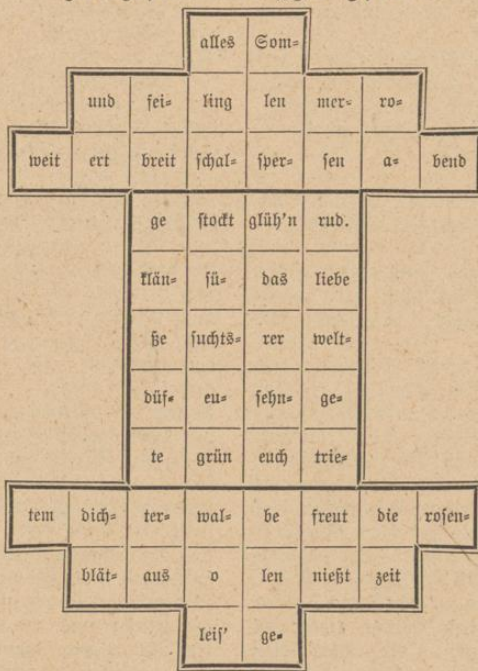 alles Som-
und fei- ling len mer- ro-
weit ert breit schal- sper- sen a- bend
ge stockt glüh'n rud.
klän- sü- das liebe
ße suchts- rer welt-
düf- eu- sehn- ge-
te grün euch trie-
tem dich- ter- wal- be freut die rosen-
blät- aus o len nießt zeit
leis' ge-